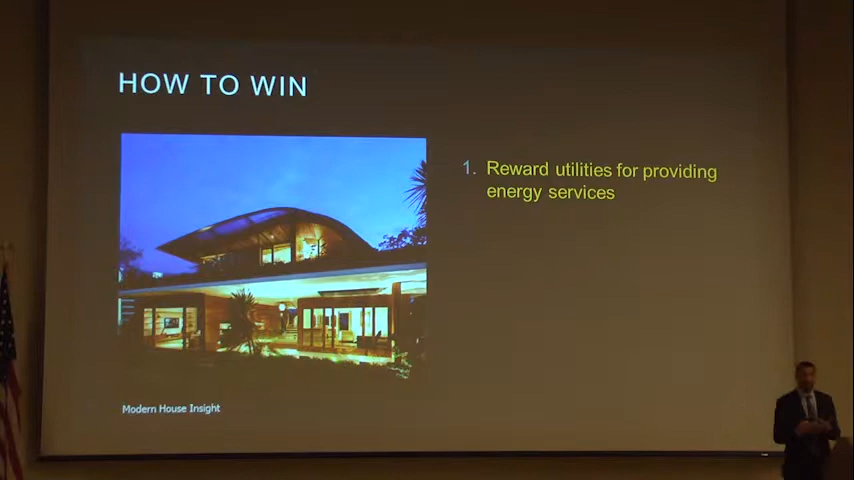 HOW TO WIN
1. Reward utilities for providing
energy services
Modern House Insight